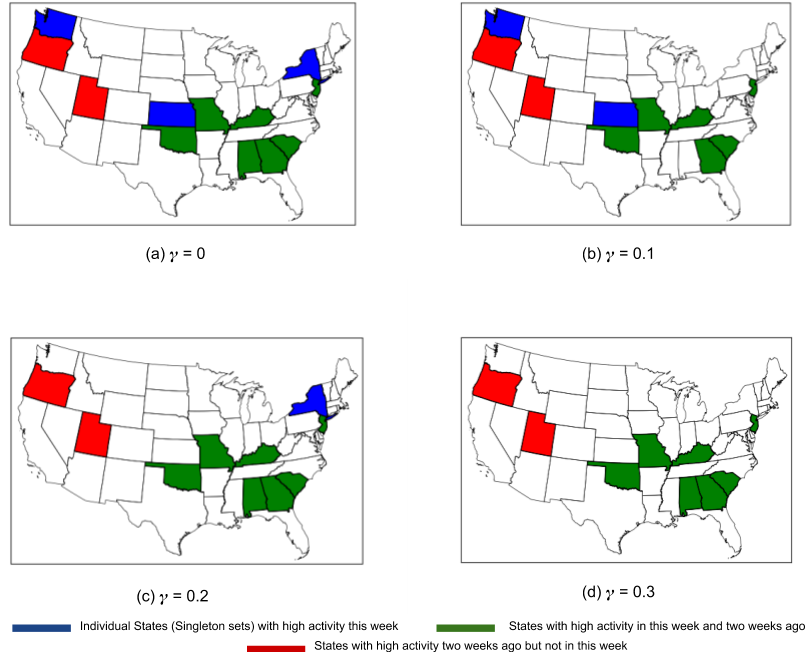 (a) γ = 0
(b) γ = 0.1
(c) γ = 0.2
(d) γ = 0.3
Individual States (Singleton sets) with high activity this week
States with high activity in this week and two weeks ago
States with high activity two weeks ago but not in this week